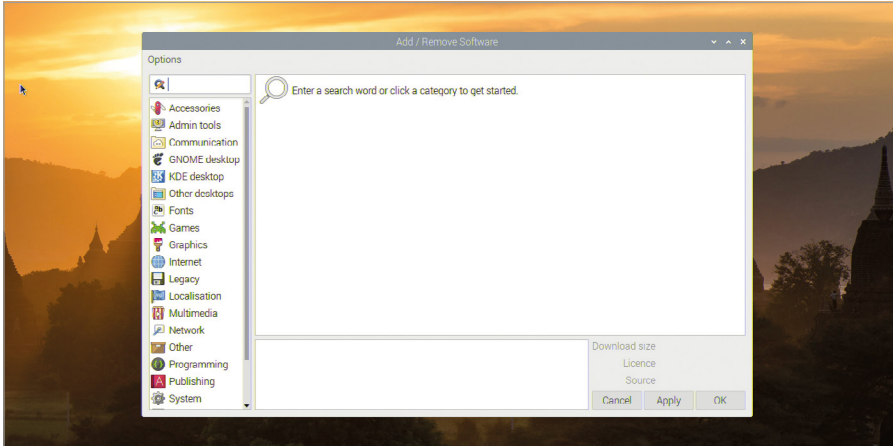 Add / Remove Software
Options
Enter a search word or click a category to get started.
Accessories
Admin tools
Communication
GNOME desktop
KDE desktop
Other desktops
Fonts
Games
Graphics
Internet
Legacy
Localisation
Multimedia
Network
Other
Programming
Publishing
System
Download size
Licence
Source
Cancel Apply OK